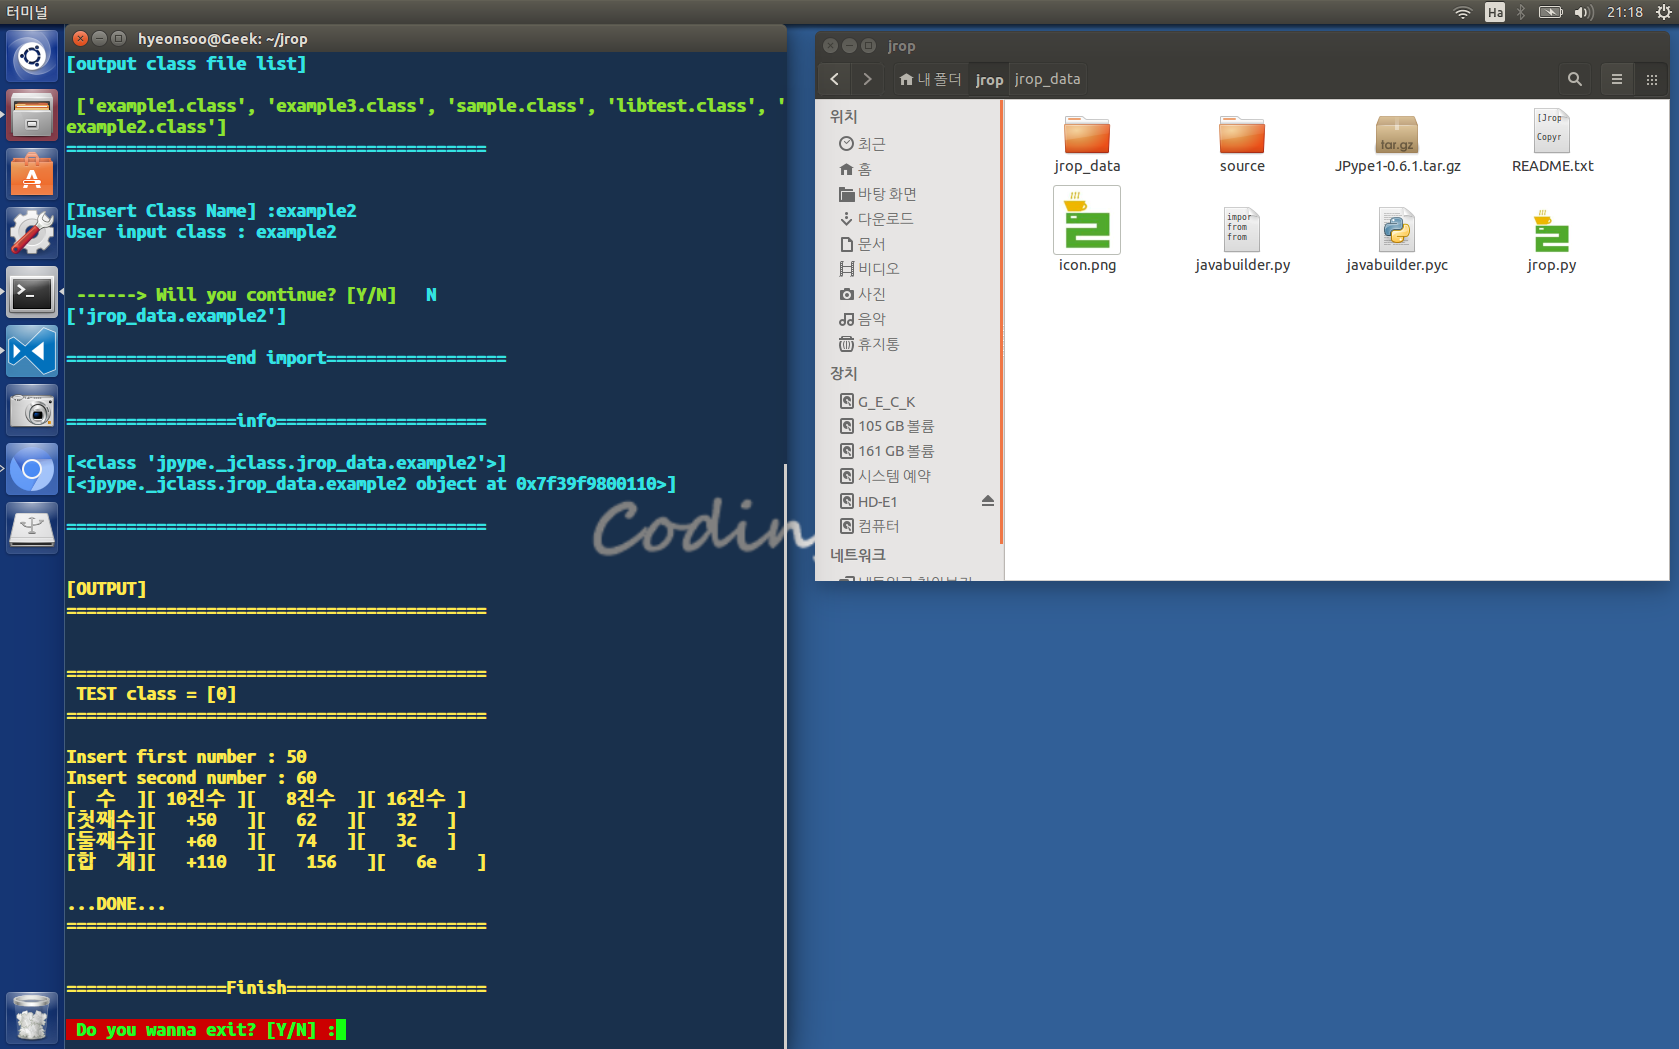 터미널
Ha
21:18
hyeonsoo@Geek: ~/jrop
[output class file list]
['example1.class', 'example3.class', 'sample.class', 'libtest.class', '
example2.class']
==========================================
[Insert Class Name] :example2
User input class : example2
------> Will you continue? [Y/N]   N
['jrop_data.example2']
================end import==================
=================info=====================
[<class 'jpype._jclass.jrop_data.example2'>]
[<jpype._jclass.jrop_data.example2 object at 0x7f39f9800110>]
==========================================
[OUTPUT]
==========================================
==========================================
TEST class = [0]
==========================================
Insert first number : 50
Insert second number : 60
[  수  ][ 10진수 ][   8진수  ][ 16진수 ]
[첫째수][   +50   ][   62   ][   32   ]
[둘째수][   +60   ][   74   ][   3c   ]
[합  계][   +110   ][   156   ][   6e    ]
...DONE...
==========================================
================Finish====================
Do you wanna exit? [Y/N] :
Codin
jrop
내 폴더
jrop
jrop_data
위치
최근
홈
바탕 화면
다운로드
문서
비디오
사진
음악
휴지통
장치
G_E_C_K
105 GB 볼륨
161 GB 볼륨
시스템 예약
HD-E1
컴퓨터
네트워크
jrop_data
source
tar.gz
JPype1-0.6.1.tar.gz
[Jrop
Copyr
README.txt
icon.png
impor
from
from
javabuilder.py
javabuilder.pyc
jrop.py